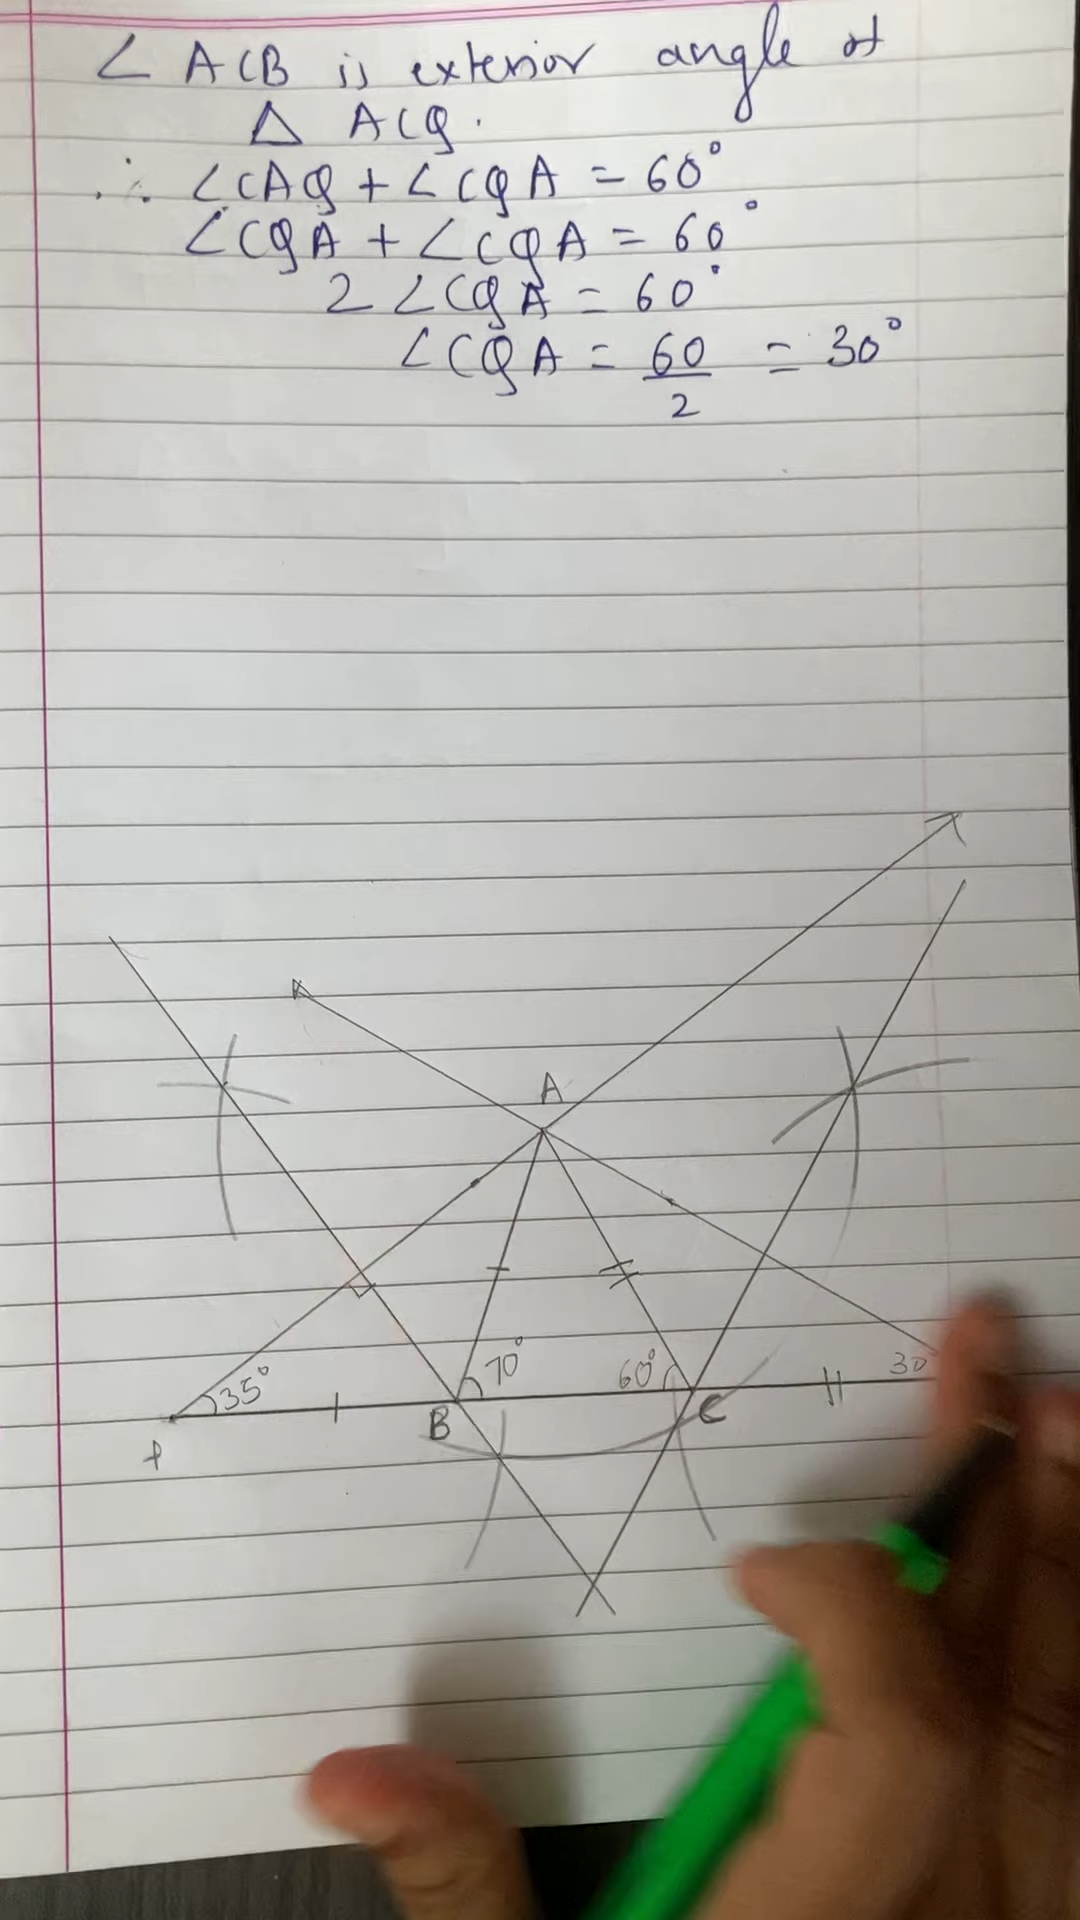 ∠ ACB is exterior angle of
△ ACQ.
∴ ∠CAQ + ∠CQA = 60°
∠CQA + ∠CQA = 60°
2 ∠CQA = 60°
∠CQA = 60/2 = 30°
A
35° 70° 60° 30
P B C